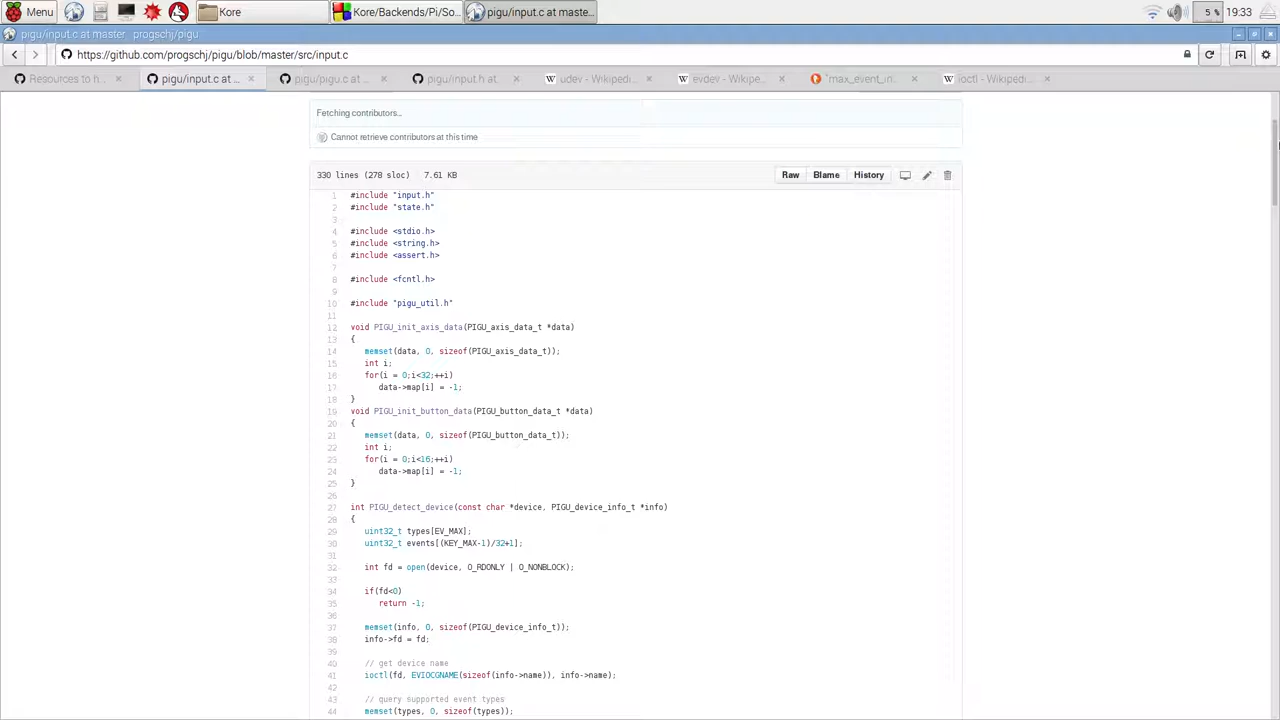 Menu Kore Kore/Backends/Pi/So... pigu/input.c at maste... 5 % 19:33
pigu/input.c at master · progschj/pigu
https://github.com/progschj/pigu/blob/master/src/input.c
Resources to h... pigu/input.c at ... pigu/pigu.c at ... pigu/input.h at... udev - Wikipedi... evdev - Wikipe... "max_event_in... ioctl - Wikipedi...
Fetching contributors…
Cannot retrieve contributors at this time
330 lines (278 sloc) 7.61 KB Raw Blame History
1 #include "input.h"
2 #include "state.h"
3
4 #include <stdio.h>
5 #include <string.h>
6 #include <assert.h>
7
8 #include <fcntl.h>
9
10 #include "pigu_util.h"
11
12 void PIGU_init_axis_data(PIGU_axis_data_t *data)
13 {
14 memset(data, 0, sizeof(PIGU_axis_data_t));
15 int i;
16 for(i = 0;i<32;++i)
17 data->map[i] = -1;
18 }
19 void PIGU_init_button_data(PIGU_button_data_t *data)
20 {
21 memset(data, 0, sizeof(PIGU_button_data_t));
22 int i;
23 for(i = 0;i<16;++i)
24 data->map[i] = -1;
25 }
26
27 int PIGU_detect_device(const char *device, PIGU_device_info_t *info)
28 {
29 uint32_t types[EV_MAX];
30 uint32_t events[(KEY_MAX-1)/32+1];
31
32 int fd = open(device, O_RDONLY | O_NONBLOCK);
33
34 if(fd<0)
35 return -1;
36
37 memset(info, 0, sizeof(PIGU_device_info_t));
38 info->fd = fd;
39
40 // get device name
41 ioctl(fd, EVIOCGNAME(sizeof(info->name)), info->name);
42
43 // query supported event types
44 memset(types, 0, sizeof(types));